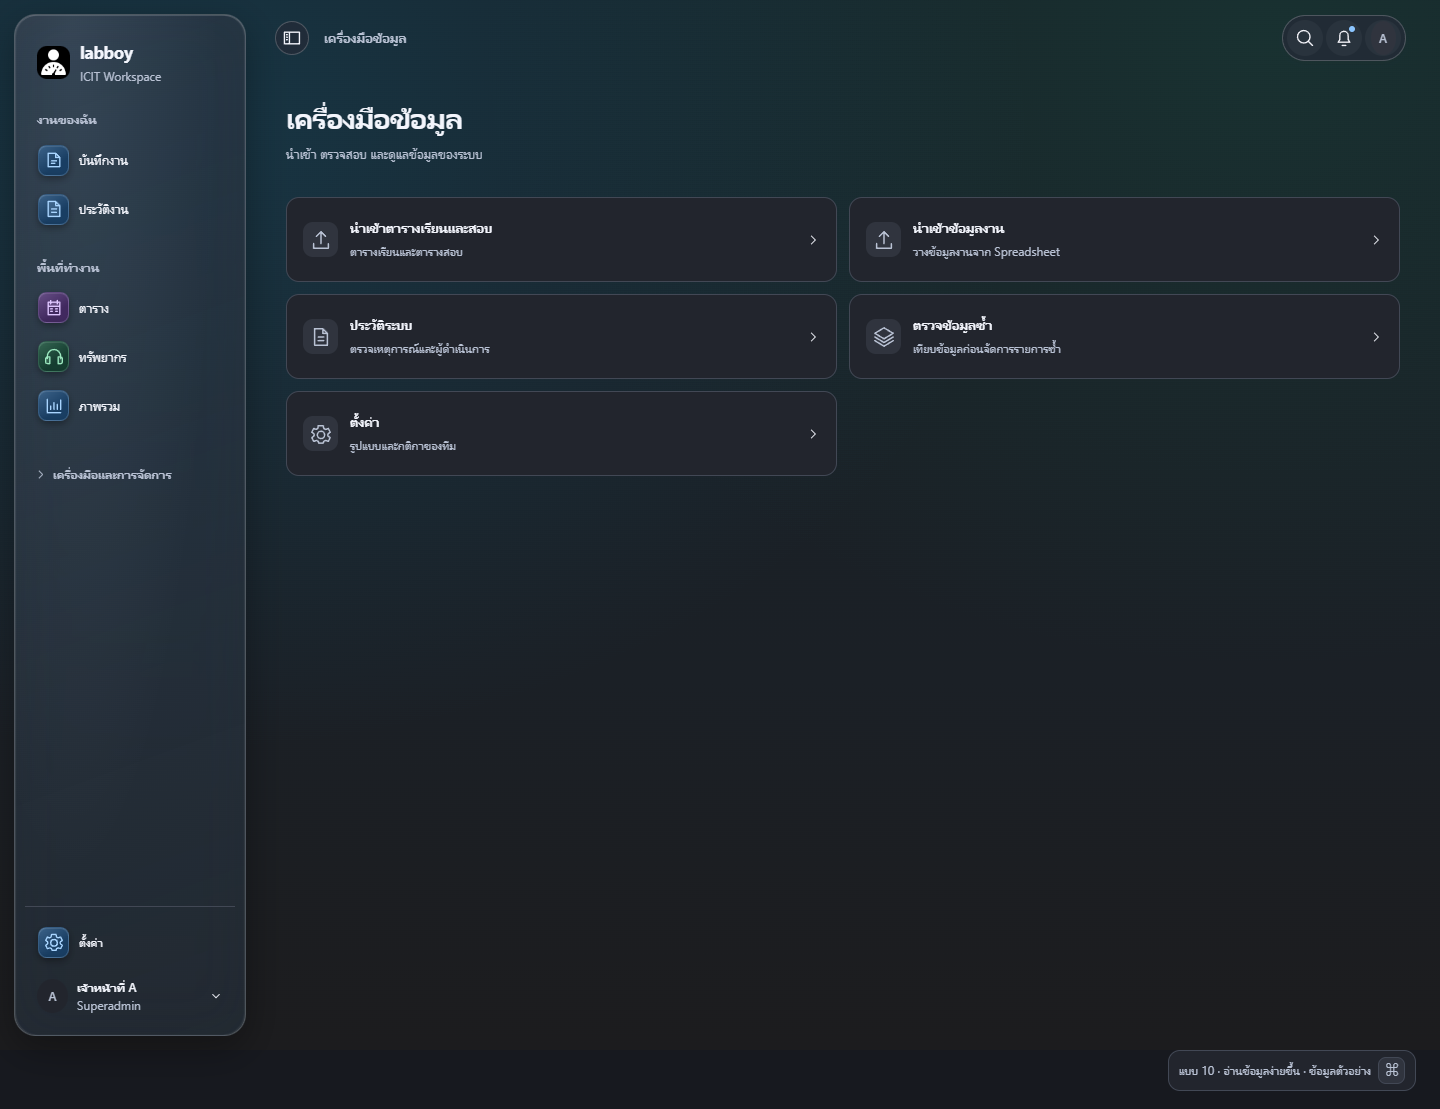 labboy
ICIT Workspace
งานของฉัน
บันทึกงาน
ประวัติงาน
พื้นที่ทำงาน
ตาราง
ทรัพยากร
ภาพรวม
เครื่องมือและการจัดการ
ตั้งค่า
A
เจ้าหน้าที่ A
Superadmin
เครื่องมือข้อมูล
A
เครื่องมือข้อมูล
นำเข้า ตรวจสอบ และดูแลข้อมูลของระบบ
นำเข้าตารางเรียนและสอบ
ตารางเรียนและตารางสอบ
นำเข้าข้อมูลงาน
วางข้อมูลงานจาก Spreadsheet
ประวัติระบบ
ตรวจเหตุการณ์และผู้ดำเนินการ
ตรวจข้อมูลซ้ำ
เทียบข้อมูลก่อนจัดการรายการซ้ำ
ตั้งค่า
รูปแบบและกติกาของทีม
แบบ 10 · อ่านข้อมูลง่ายขึ้น · ข้อมูลตัวอย่าง ⌘